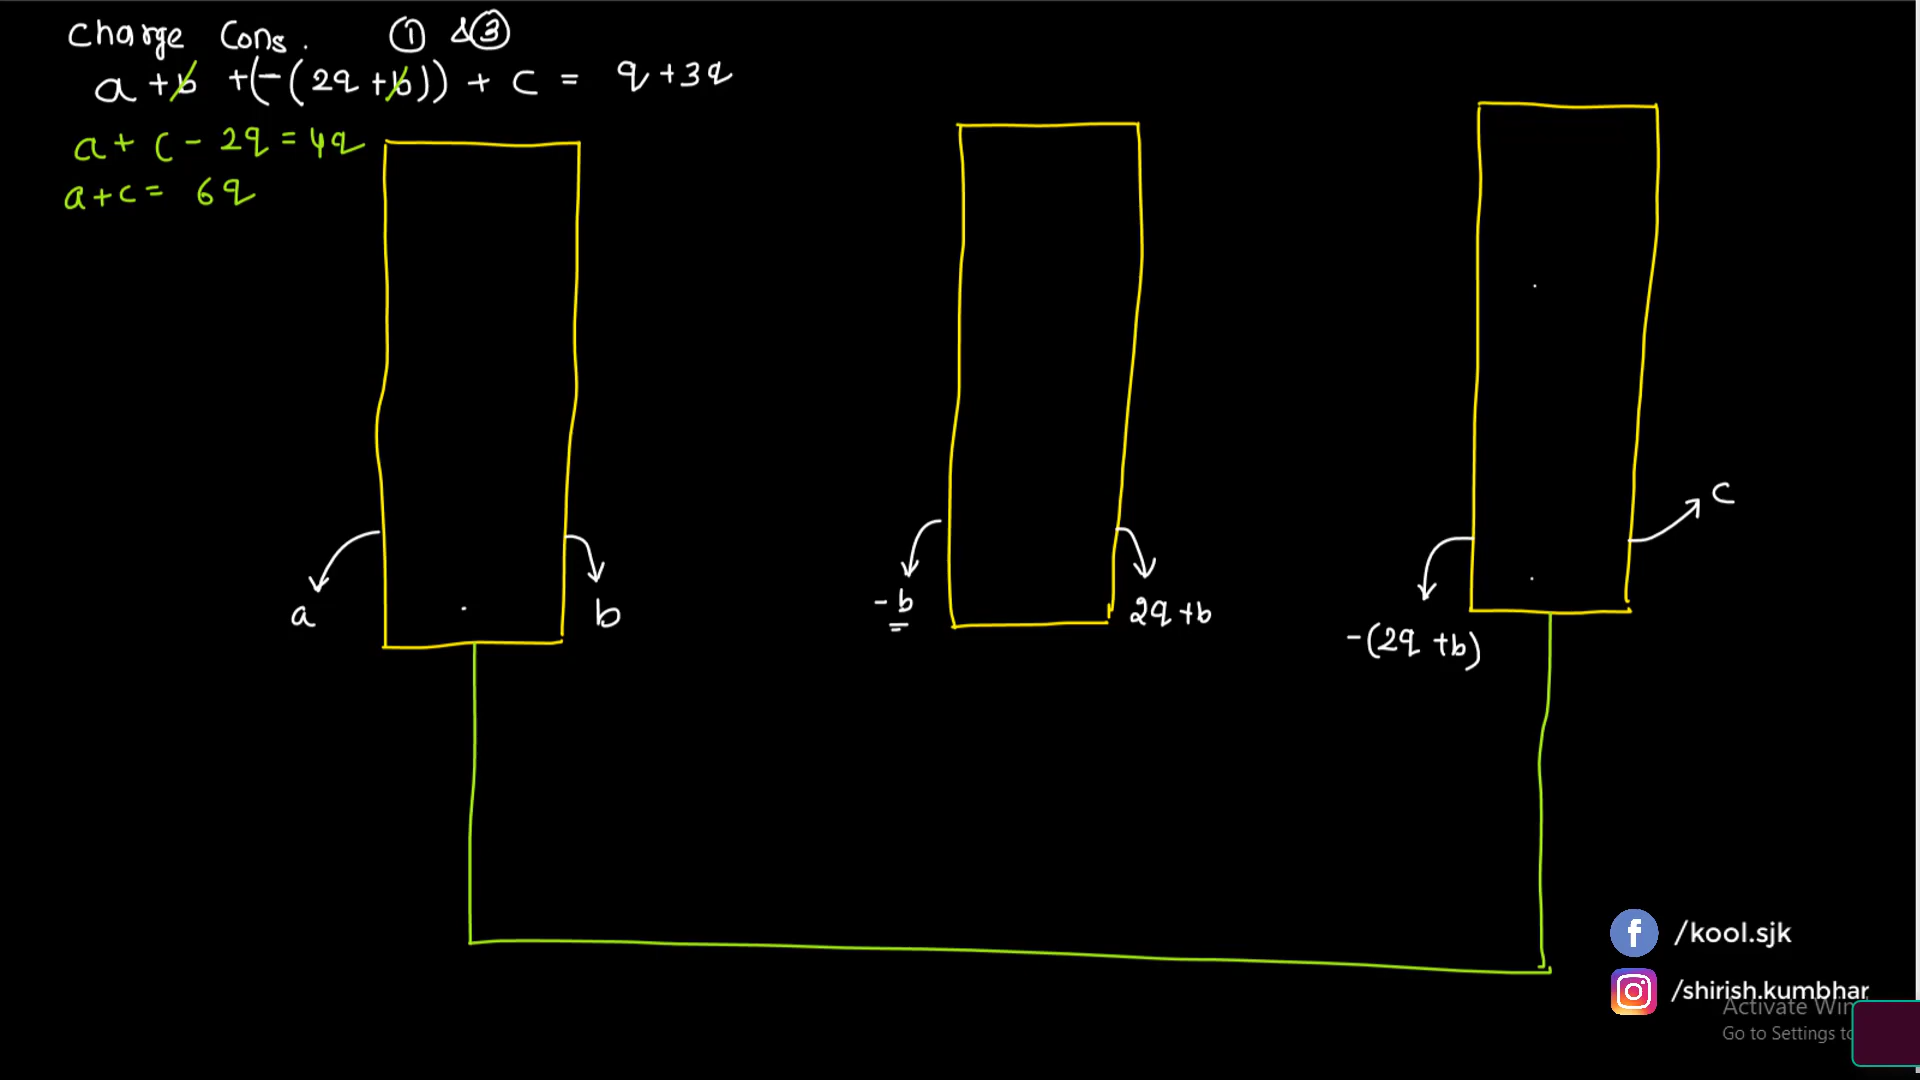 Charge Cons. ① & ③
a + b + (-(2q + b)) + c = q + 3q
a + c - 2q = 4q
a + c = 6q
c
a
b
- b
2q + b
-(2q + b)
/kool.sjk
/shirish.kumbhar
Activate Win
Go to Settings to